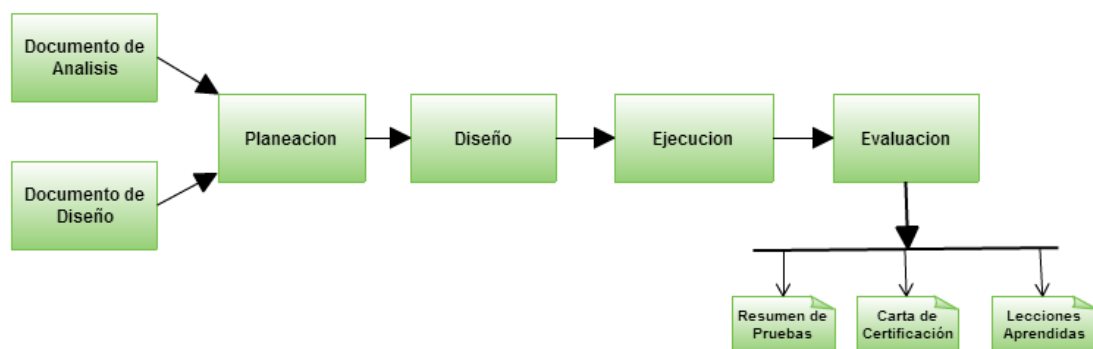 Documento de
Analisis
Planeacion
Diseño
Ejecucion
Evaluacion
Documento de
Diseño
Resumen de
Pruebas
Carta de
Certificación
Lecciones
Aprendidas